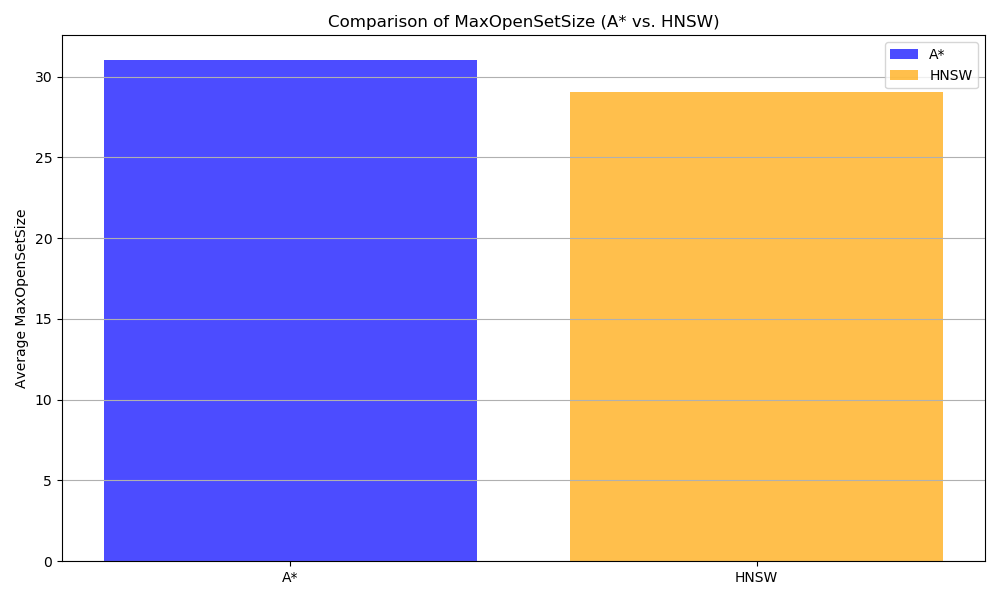 Comparison of MaxOpenSetSize (A* vs. HNSW)
A*
HNSW
Average MaxOpenSetSize
30
25
20
15
10
5
0
A*
HNSW